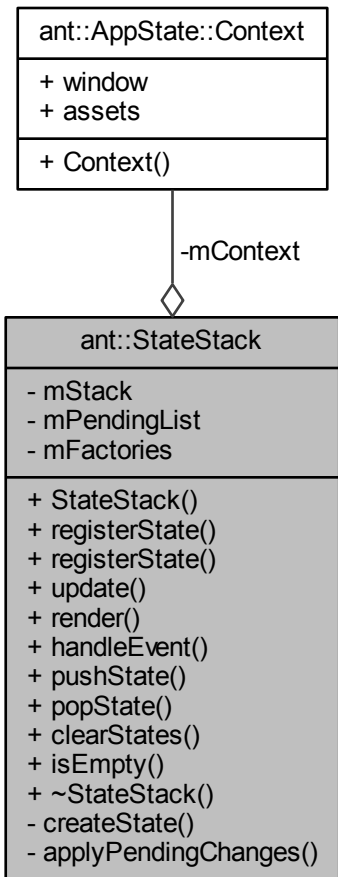 ant::AppState::Context
+ window
+ assets
+ Context()
-mContext
ant::StateStack
- mStack
- mPendingList
- mFactories
+ StateStack()
+ registerState()
+ registerState()
+ update()
+ render()
+ handleEvent()
+ pushState()
+ popState()
+ clearStates()
+ isEmpty()
+ ~StateStack()
- createState()
- applyPendingChanges()